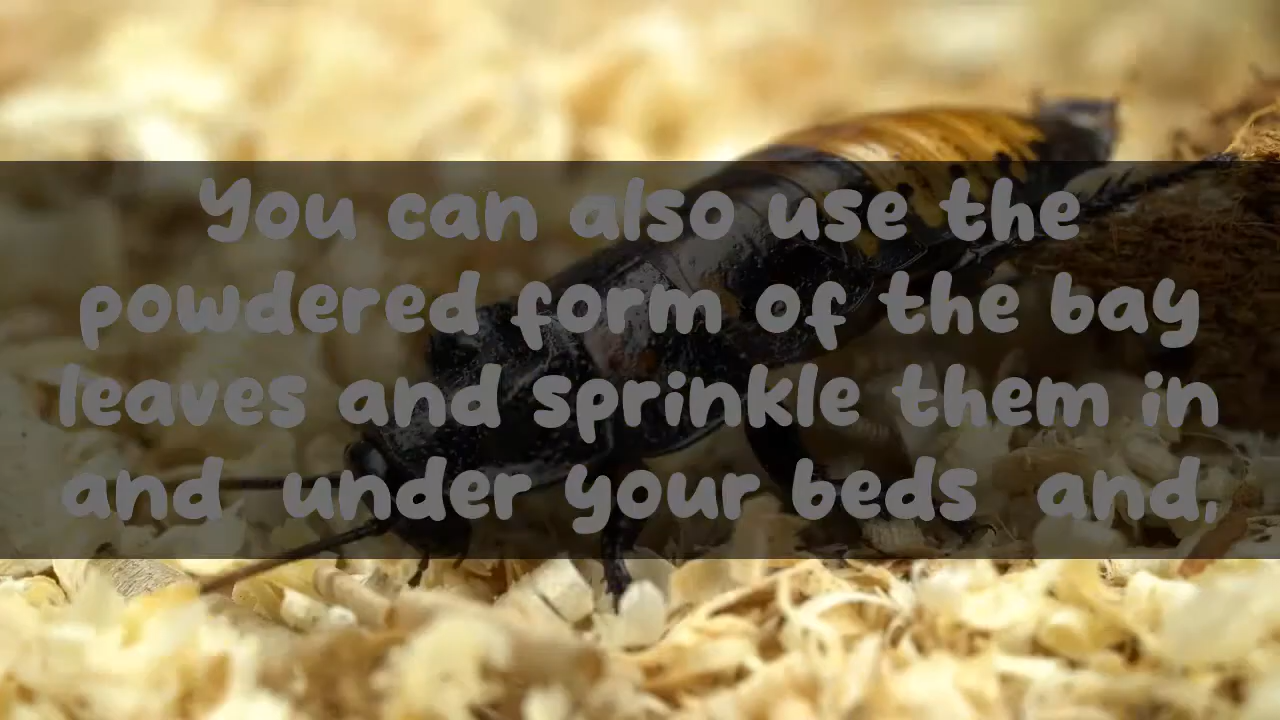 You can also use the
powdered form of the bay
leaves and sprinkle them in
and under your beds and,